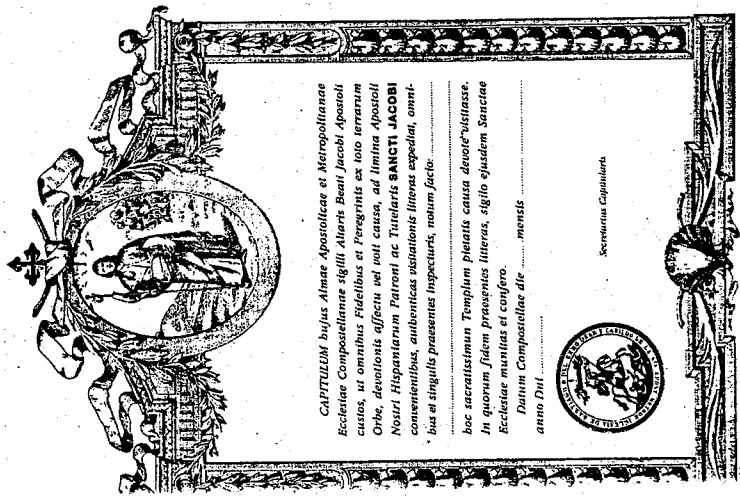 CAPITULUM hujus Almae Apostolicae et Metropolitanae
Ecclesiae Compostellanae sigilli Altaris Beati Jacobi Apostoli
custos, ut omnibus Fidelibus et Peregrinis ex toto terrarum
Orbe, devotionis affectu vel voti causa, ad limina Apostoli
Nostri Hispaniarum Patroni ac Tutelaris SANCTI JACOBI
convenientibus, authenticas visitationis litteras expediat, omni-
bus et singulis praesentes inspecturis, notum facio: ..........
..........
hoc sacratissimun Templum pietatis causa devote visitasse.
In quorum fidem praesentes litteras, sigilo ejusdem Sanctae
Ecclesiae munitas ei confero.
Datum Compostellae die ...... mensis ..........
anno Dni ..........
Secretarius Capitularis